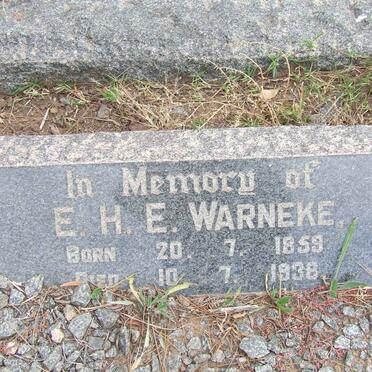 In Memory of
E. H. E. WARNEKE.
BORN 20. 7. 1859
DIED 10. 7. 1938.